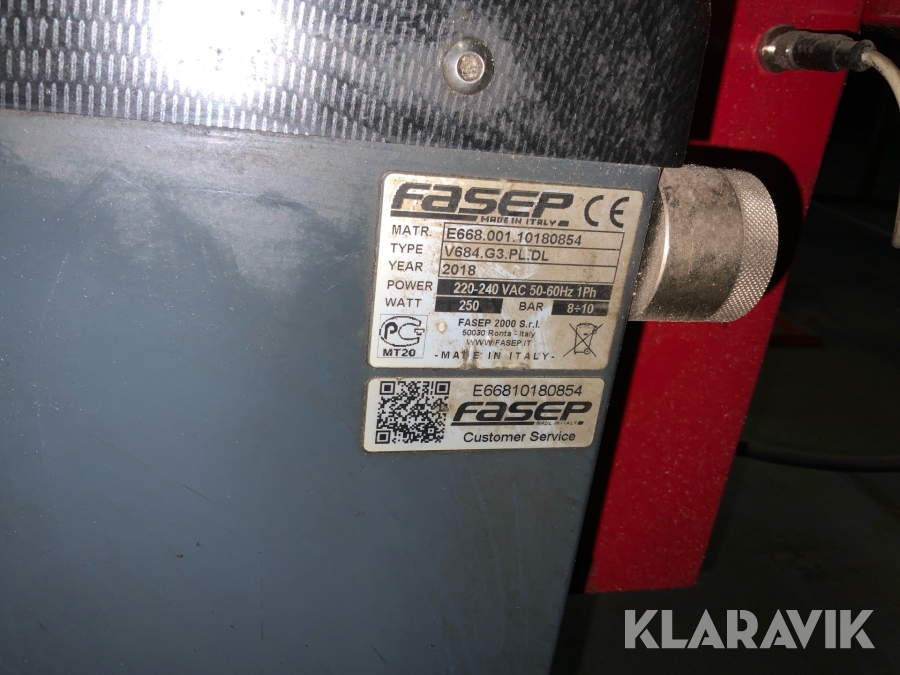 FASEP CE
MADE IN ITALY
MATR. E668.001.10180854
TYPE V684.G3.PL.DL
YEAR 2018
POWER 220-240 VAC 50-60Hz 1Ph
WATT 250 BAR 8÷10
FASEP 2000 S.r.l.
50030 Ronta - Italy
WWW.FASEP.IT
MT20
-MADE IN ITALY-
E66810180854
FASEP
MADE IN ITALY
Customer Service
KLARAVIK